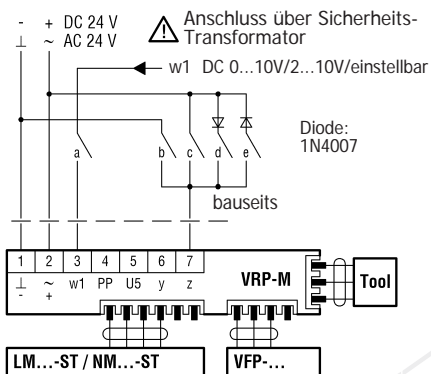 - + DC 24 V
⊥ ~ AC 24 V
Anschluss über Sicherheits-
Transformator
w1 DC 0...10V/2...10V/einstellbar
Diode:
1N4007
a b c d e
bauseits
1 2 3 4 5 6 7
⊥ ~ w1 PP U5 y z
- +
VRP-M
Tool
LM...-ST / NM...-ST
VFP-...